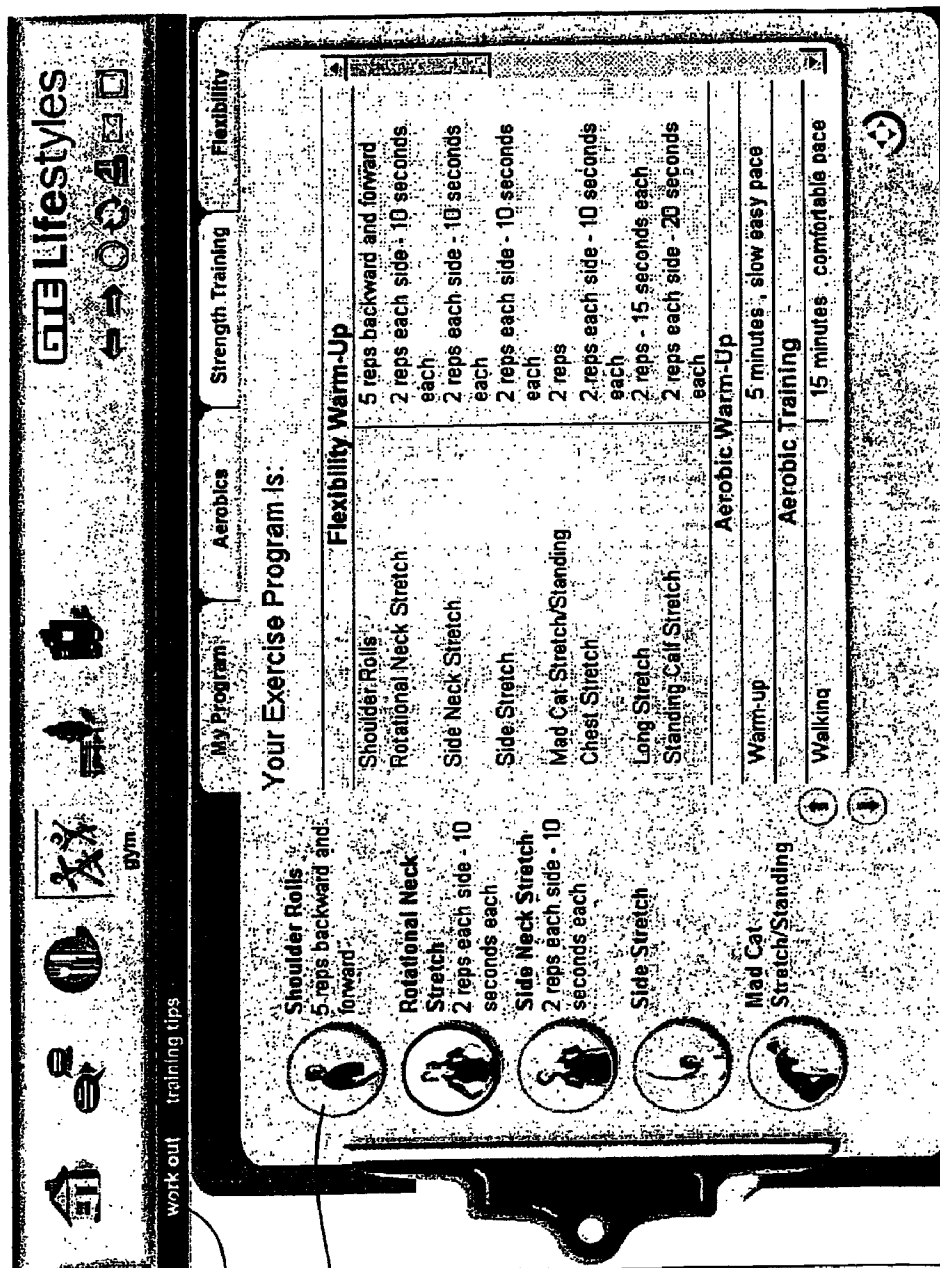 GTE Lifestyles
gym
work out training tips
My Program Aerobics Strength Training Flexibility
Shoulder Rolls
5 reps backward and
forward
Rotational Neck
Stretch
2 reps each side - 10
seconds each
Side Neck Stretch
2 reps each side - 10
seconds each
Side Stretch
Mad Cat
Stretch/Standing
Your Exercise Program Is:
Flexibility Warm-Up
Shoulder Rolls 5 reps backward and forward
Rotational Neck Stretch 2 reps each side - 10 seconds
each
Side Neck Stretch 2 reps each side - 10 seconds
each
Side Stretch 2 reps each side - 10 seconds
each
Mad Cat Stretch/Standing 2 reps
Chest Stretch 2 reps each side - 10 seconds
each
Long Stretch 2 reps - 15 seconds each
Standing Calf Stretch 2 reps each side - 20 seconds
each
Aerobic Warm-Up
Warm-up 5 minutes , slow easy pace
Aerobic Training
Walking 15 minutes , comfortable pace